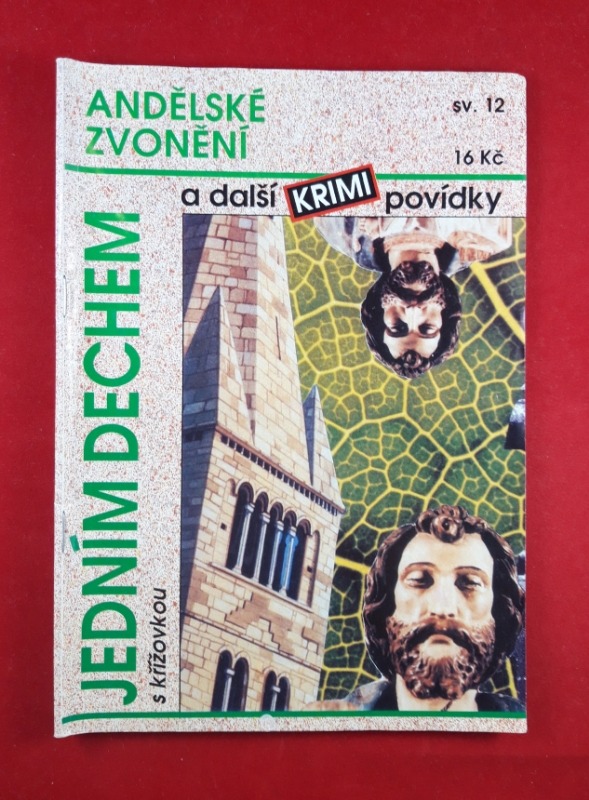 ANDĚLSKÉ
ZVONĚNÍ
sv. 12
16 Kč
a další KRIMI povídky
JEDNÍM DECHEM
s křížovkou